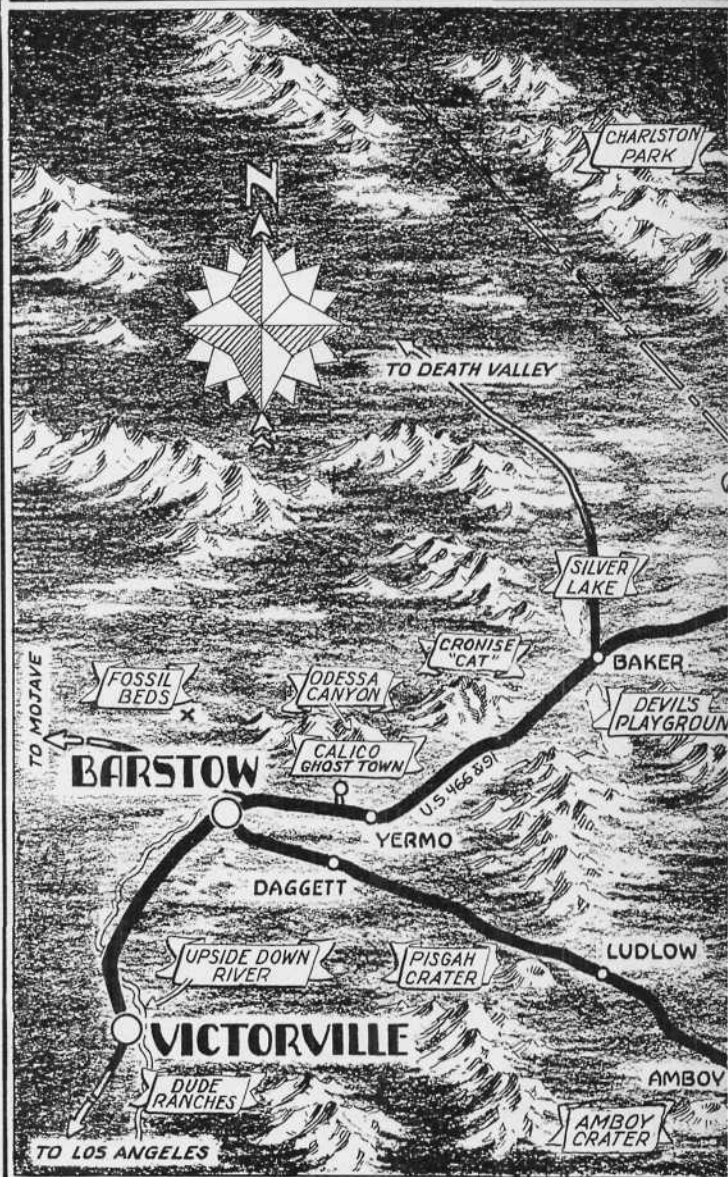 CHARLSTON
PARK
N
TO DEATH VALLEY
SILVER
LAKE
CRONISE
"CAT"
BAKER
FOSSIL
BEDS
X
ODESSA
CANYON
DEVIL'S
PLAYGROUN
TO MOJAVE
CALICO
GHOST TOWN
BARSTOW
U.S. 466 & 91
YERMO
DAGGETT
UPSIDE DOWN
RIVER
PISGAH
CRATER
LUDLOW
VICTORVILLE
DUDE
RANCHES
AMBOY
AMBOY
CRATER
TO LOS ANGELES